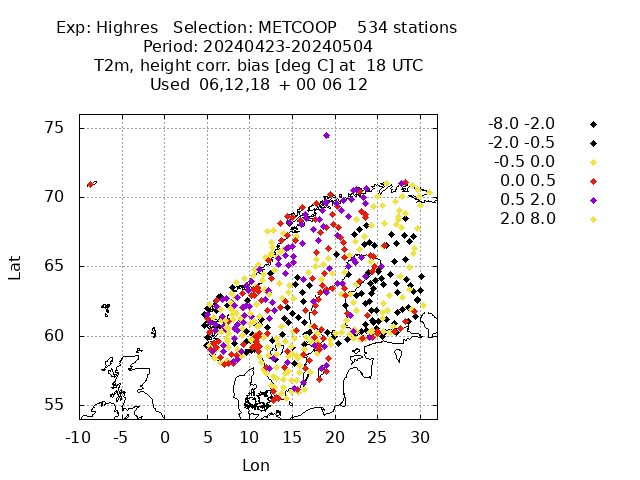 Exp: Highres   Selection: METCOOP    534 stations
Period: 20240423-20240504
T2m, height corr. bias [deg C] at  18 UTC
Used 06,12,18 + 00 06 12
-8.0 -2.0
-2.0 -0.5
-0.5 0.0
0.0 0.5
0.5 2.0
2.0 8.0
75
70
65
60
55
Lat
-10 -5 0 5 10 15 20 25 30
Lon